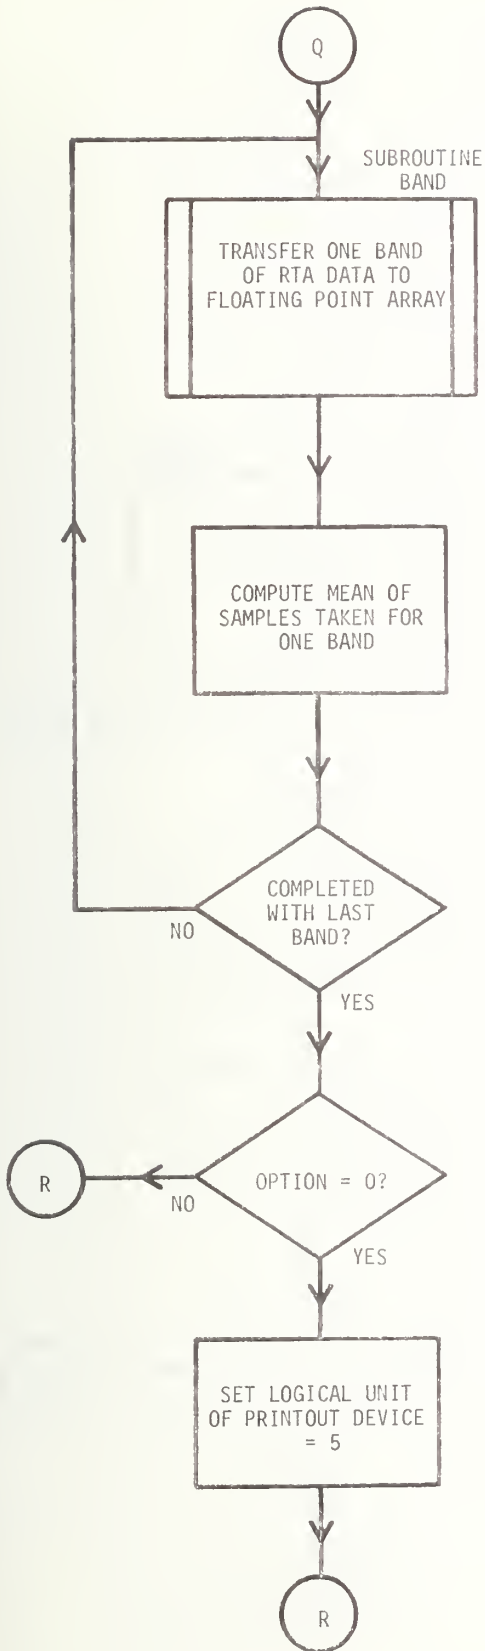 Q
SUBROUTINE
BAND
TRANSFER ONE BAND
OF RTA DATA TO
FLOATING POINT ARRAY
COMPUTE MEAN OF
SAMPLES TAKEN FOR
ONE BAND
COMPLETED
WITH LAST
BAND?
NO
YES
OPTION = 0?
R
NO
YES
SET LOGICAL UNIT
OF PRINTOUT DEVICE
= 5
R